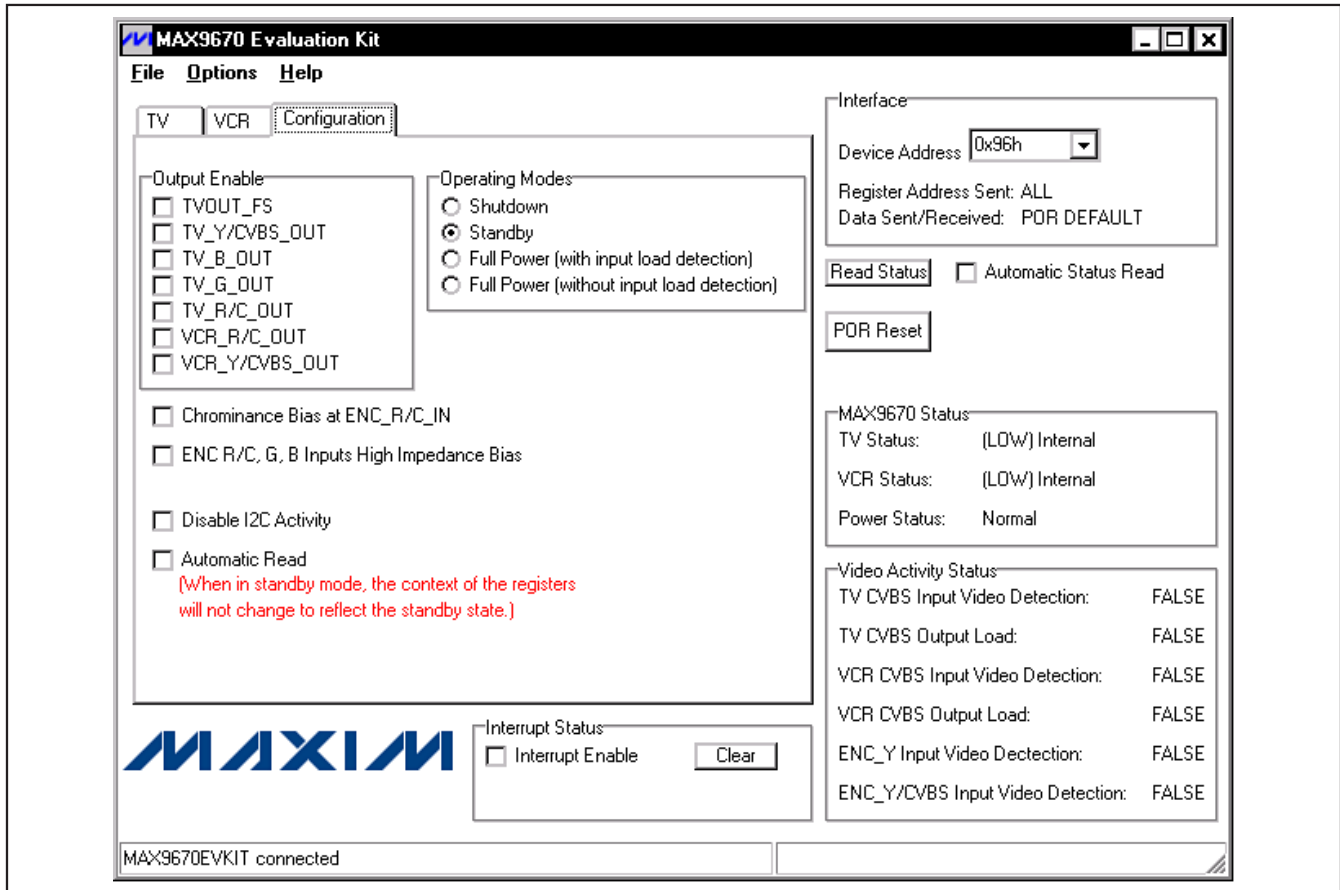 MAX9670 Evaluation Kit
File Options Help
TV VCR Configuration
Output Enable
TVOUT_FS
TV_Y/CVBS_OUT
TV_B_OUT
TV_G_OUT
TV_R/C_OUT
VCR_R/C_OUT
VCR_Y/CVBS_OUT
Operating Modes
Shutdown
Standby
Full Power (with input load detection)
Full Power (without input load detection)
Chrominance Bias at ENC_R/C_IN
ENC R/C, G, B Inputs High Impedance Bias
Disable I2C Activity
Automatic Read
(When in standby mode, the context of the registers
will not change to reflect the standby state.)
MAXIM
Interrupt Status
Interrupt Enable Clear
Interface
Device Address 0x96h
Register Address Sent: ALL
Data Sent/Received: POR DEFAULT
Read Status Automatic Status Read
POR Reset
MAX9670 Status
TV Status: (LOW) Internal
VCR Status: (LOW) Internal
Power Status: Normal
Video Activity Status
TV CVBS Input Video Detection: FALSE
TV CVBS Output Load: FALSE
VCR CVBS Input Video Detection: FALSE
VCR CVBS Output Load: FALSE
ENC_Y Input Video Dectection: FALSE
ENC_Y/CVBS Input Video Detection: FALSE
MAX9670EVKIT connected